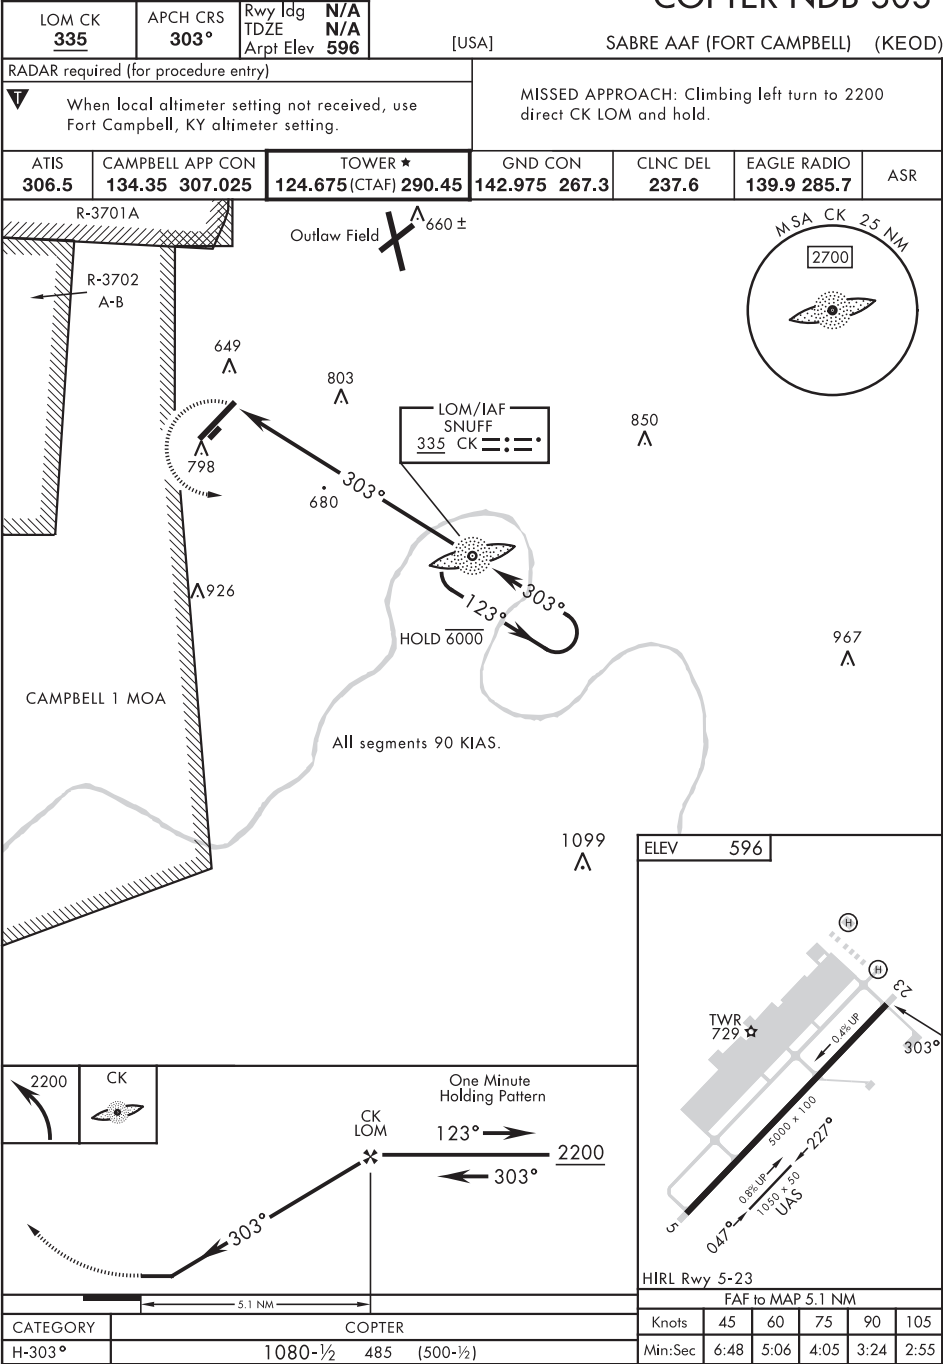 COPTER NDB 303°
LOM CK
335
APCH CRS
303°
Rwy ldg N/A
TDZE N/A
Arpt Elev 596
[USA]
SABRE AAF (FORT CAMPBELL) (KEOD)
RADAR required (for procedure entry)
T
When local altimeter setting not received, use
Fort Campbell, KY altimeter setting.
MISSED APPROACH: Climbing left turn to 2200
direct CK LOM and hold.
ATIS
306.5
CAMPBELL APP CON
134.35 307.025
TOWER ★
124.675 (CTAF) 290.45
GND CON
142.975 267.3
CLNC DEL
237.6
EAGLE RADIO
139.9 285.7
ASR
R-3701A
Outlaw Field
660 ±
MSA CK 25 NM
2700
R-3702
A-B
649
803
LOM/IAF
SNUFF
335 CK
850
798
303°
680
926
303°
123°
HOLD 6000
967
CAMPBELL 1 MOA
All segments 90 KIAS.
1099
ELEV 596
H
H
23
TWR
729
0.4% UP
303°
5000 x 100
227°
0.8% UP
1050 x 50
UAS
047°
5
HIRL Rwy 5-23
2200
CK
One Minute
Holding Pattern
CK
LOM
123°
2200
303°
303°
5.1 NM
FAF to MAP 5.1 NM
Knots 45 60 75 90 105
Min:Sec 6:48 5:06 4:05 3:24 2:55
CATEGORY COPTER
H-303° 1080-½ 485 (500-½)